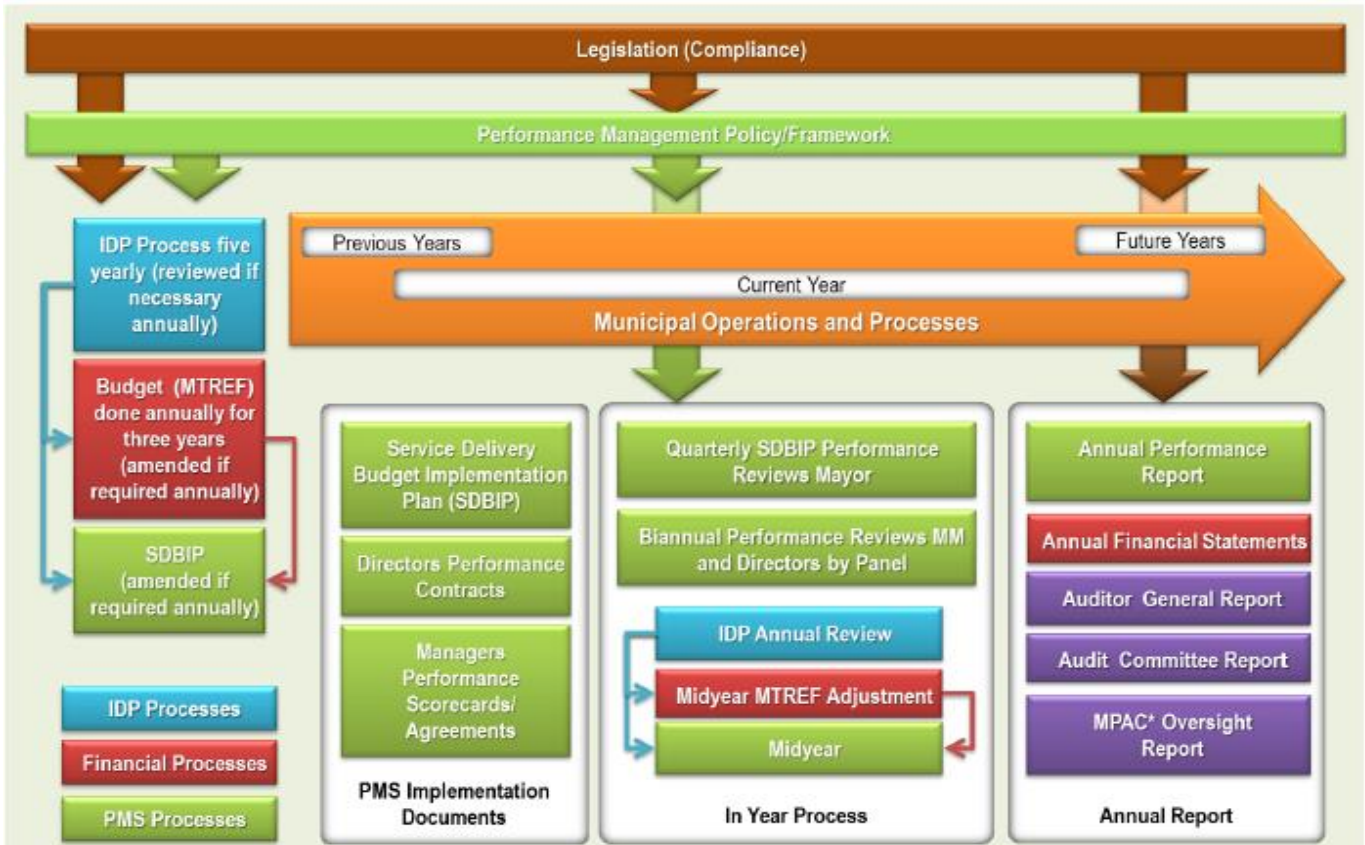 Legislation (Compliance)
Performance Management Policy/Framework
IDP Process five
yearly (reviewed if
necessary
annually)
Budget (MTREF)
done annually for
three years
(amended if
required annually)
SDBIP
(amended if
required annually)
IDP Processes
Financial Processes
PMS Processes
Previous Years
Future Years
Current Year
Municipal Operations and Processes
Service Delivery
Budget Implementation
Plan (SDBIP)
Directors Performance
Contracts
Managers
Performance
Scorecards/
Agreements
PMS Implementation
Documents
Quarterly SDBIP Performance
Reviews Mayor
Biannual Performance Reviews MM
and Directors by Panel
IDP Annual Review
Midyear MTREF Adjustment
Midyear
In Year Process
Annual Performance
Report
Annual Financial Statements
Auditor General Report
Audit Committee Report
MPAC* Oversight
Report
Annual Report